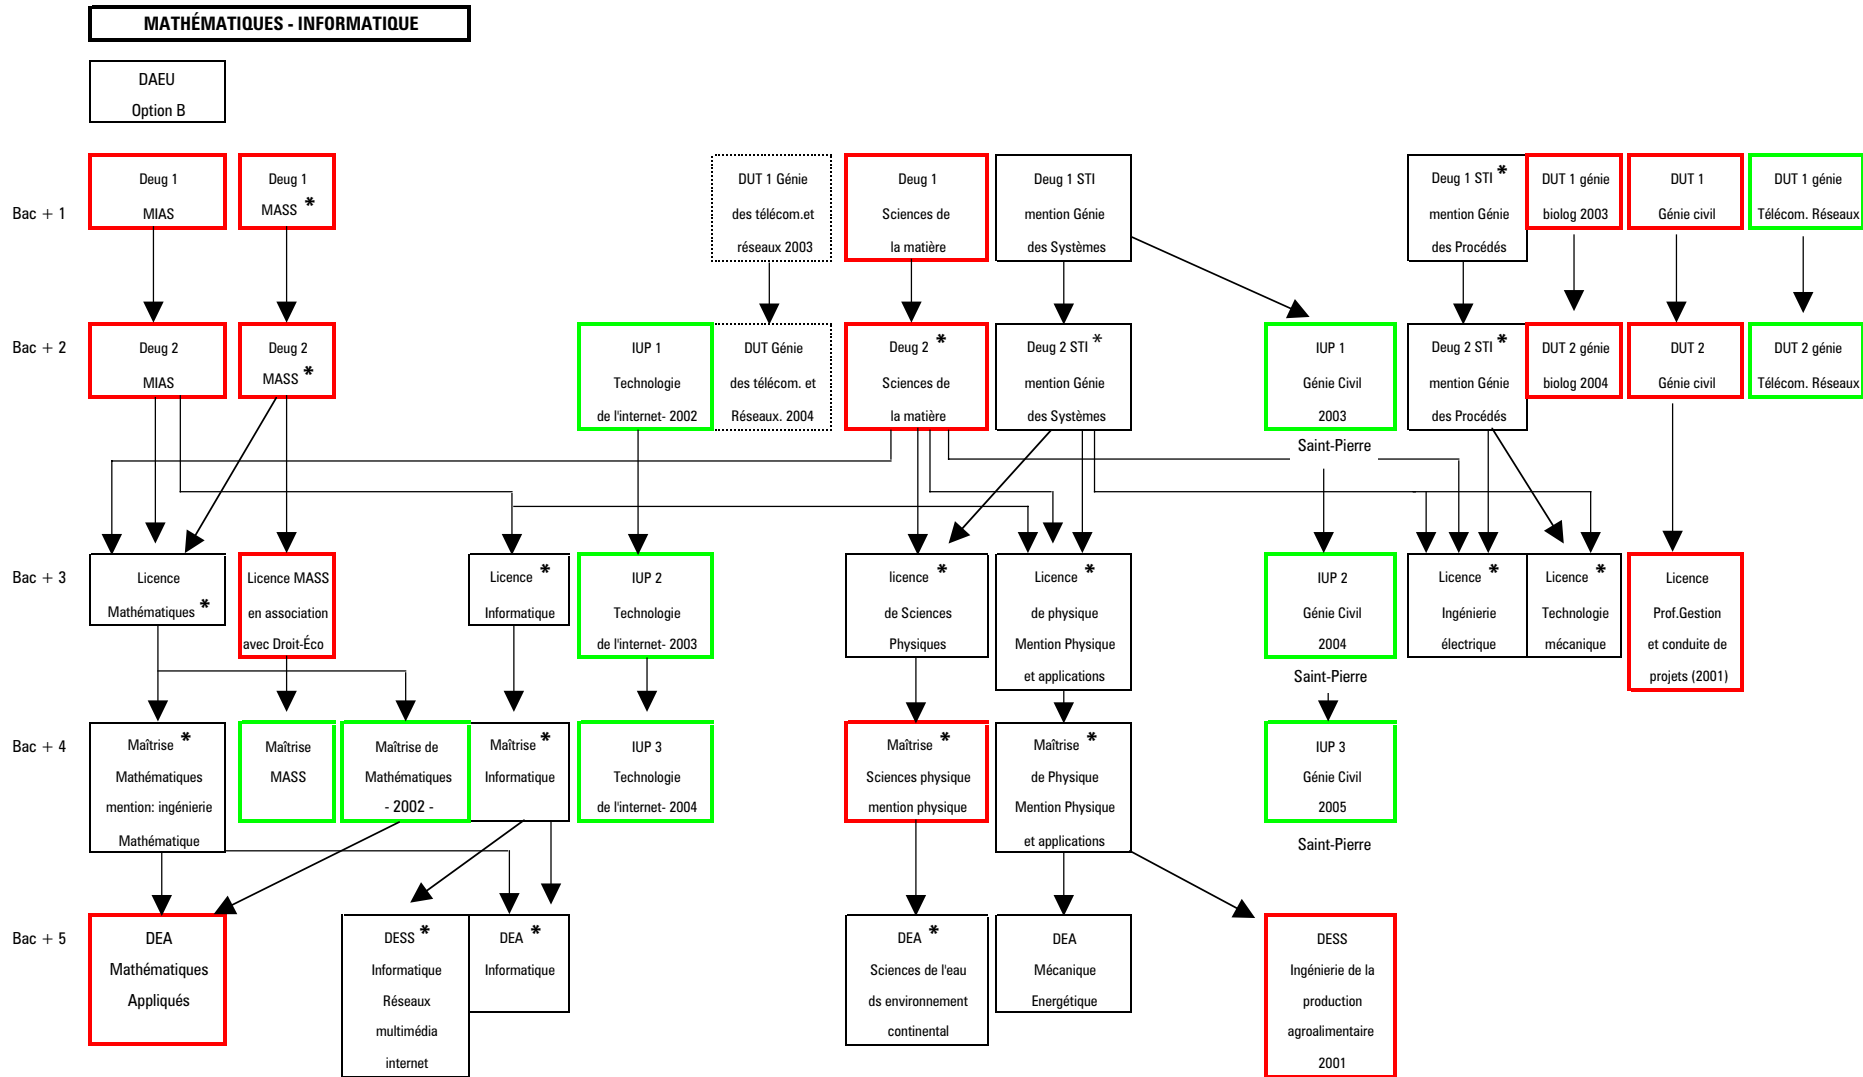 MATHÉMATIQUES - INFORMATIQUE
DAEU
Option B
Bac + 1
Deug 1
MIAS
Deug 1
MASS *
DUT 1 Génie
des télécom.et
réseaux 2003
Deug 1
Sciences de
la matière
Deug 1 STI
mention Génie
des Systèmes
Deug 1 STI *
mention Génie
des Procédés
DUT 1 génie
biolog 2003
DUT 1
Génie civil
DUT 1 génie
Télécom. Réseaux
Bac + 2
Deug 2
MIAS
Deug 2
MASS *
IUP 1
Technologie
de l'internet- 2002
DUT Génie
des télécom. et
Réseaux. 2004
Deug 2 *
Sciences de
la matière
Deug 2 STI *
mention Génie
des Systèmes
IUP 1
Génie Civil
2003
Saint-Pierre
Deug 2 STI *
mention Génie
des Procédés
DUT 2 génie
biolog 2004
DUT 2
Génie civil
DUT 2 génie
Télécom. Réseaux
Bac + 3
Licence
Mathématiques *
Licence MASS
en association
avec Droit-Éco
Licence *
Informatique
IUP 2
Technologie
de l'internet- 2003
licence *
de Sciences
Physiques
Licence *
de physique
Mention Physique
et applications
IUP 2
Génie Civil
2004
Saint-Pierre
Licence *
Ingénierie
électrique
Licence *
Technologie
mécanique
Licence
Prof.Gestion
et conduite de
projets (2001)
Bac + 4
Maîtrise *
Mathématiques
mention: ingénierie
Mathématique
Maîtrise
MASS
Maîtrise de
Mathématiques
- 2002 -
Maîtrise *
Informatique
IUP 3
Technologie
de l'internet- 2004
Maîtrise *
Sciences physique
mention physique
Maîtrise *
de Physique
Mention Physique
et applications
IUP 3
Génie Civil
2005
Saint-Pierre
Bac + 5
DEA
Mathématiques
Appliqués
DESS *
Informatique
Réseaux
multimédia
internet
DEA *
Informatique
DEA *
Sciences de l'eau
ds environnement
continental
DEA
Mécanique
Energétique
DESS
Ingénierie de la
production
agroalimentaire
2001